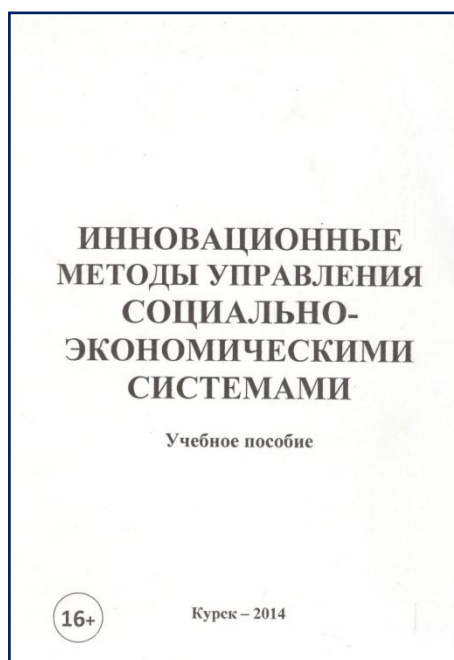 ИННОВАЦИОННЫЕ
МЕТОДЫ УПРАВЛЕНИЯ
СОЦИАЛЬНО-
ЭКОНОМИЧЕСКИМИ
СИСТЕМАМИ
Учебное пособие
16+
Курск – 2014